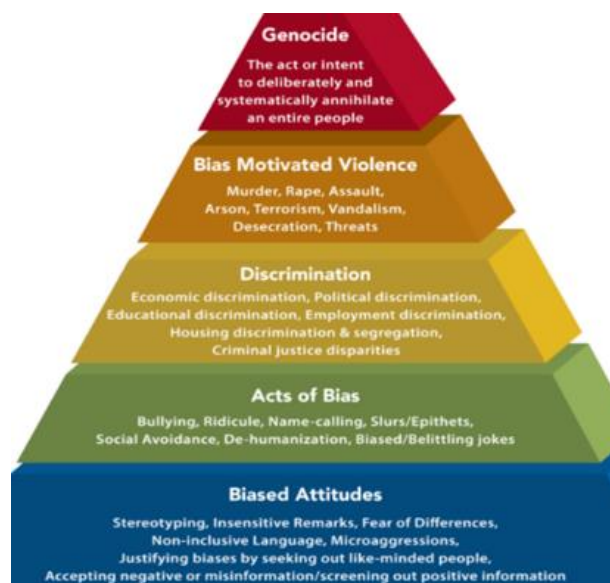 Genocide
The act or intent
to deliberately and
systematically annihilate
an entire people
Bias Motivated Violence
Murder, Rape, Assault,
Arson, Terrorism, Vandalism,
Desecration, Threats
Discrimination
Economic discrimination, Political discrimination,
Educational discrimination, Employment discrimination,
Housing discrimination & segregation,
Criminal justice disparities
Acts of Bias
Bullying, Ridicule, Name-calling, Slurs/Epithets,
Social Avoidance, De-humanization, Biased/Belittling jokes
Biased Attitudes
Stereotyping, Insensitive Remarks, Fear of Differences,
Non-inclusive Language, Microaggressions,
Justifying biases by seeking out like-minded people,
Accepting negative or misinformation/screening out positive information